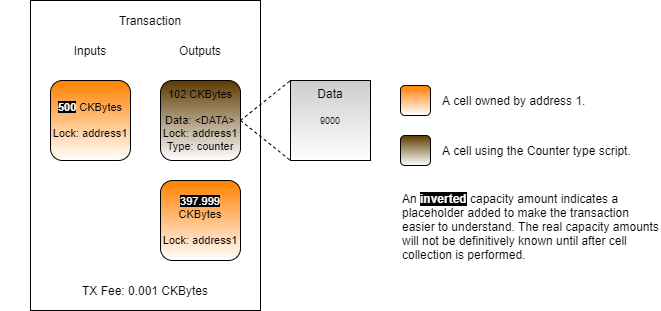 Transaction
Inputs
Outputs
500 CKBytes
Lock: address1
102 CKBytes
Data: <DATA>
Lock: address1
Type: counter
397.999
CKBytes
Lock: address1
TX Fee: 0.001 CKBytes
Data
9000
A cell owned by address 1.
A cell using the Counter type script.
An inverted capacity amount indicates a
placeholder added to make the transaction
easier to understand. The real capacity amounts
will not be definitively known until after cell
collection is performed.